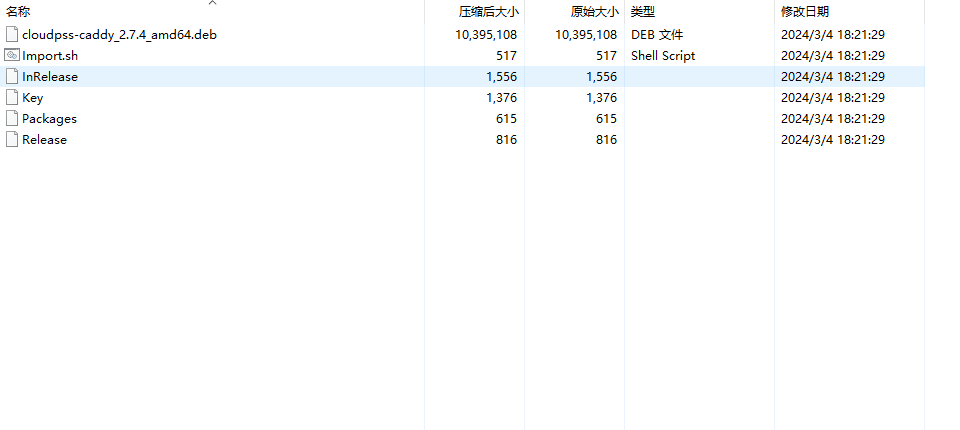 名称 压缩后大小 原始大小 类型 修改日期
cloudpss-caddy_2.7.4_amd64.deb 10,395,108 10,395,108 DEB 文件 2024/3/4 18:21:29
Import.sh 517 517 Shell Script 2024/3/4 18:21:29
InRelease 1,556 1,556 2024/3/4 18:21:29
Key 1,376 1,376 2024/3/4 18:21:29
Packages 615 615 2024/3/4 18:21:29
Release 816 816 2024/3/4 18:21:29